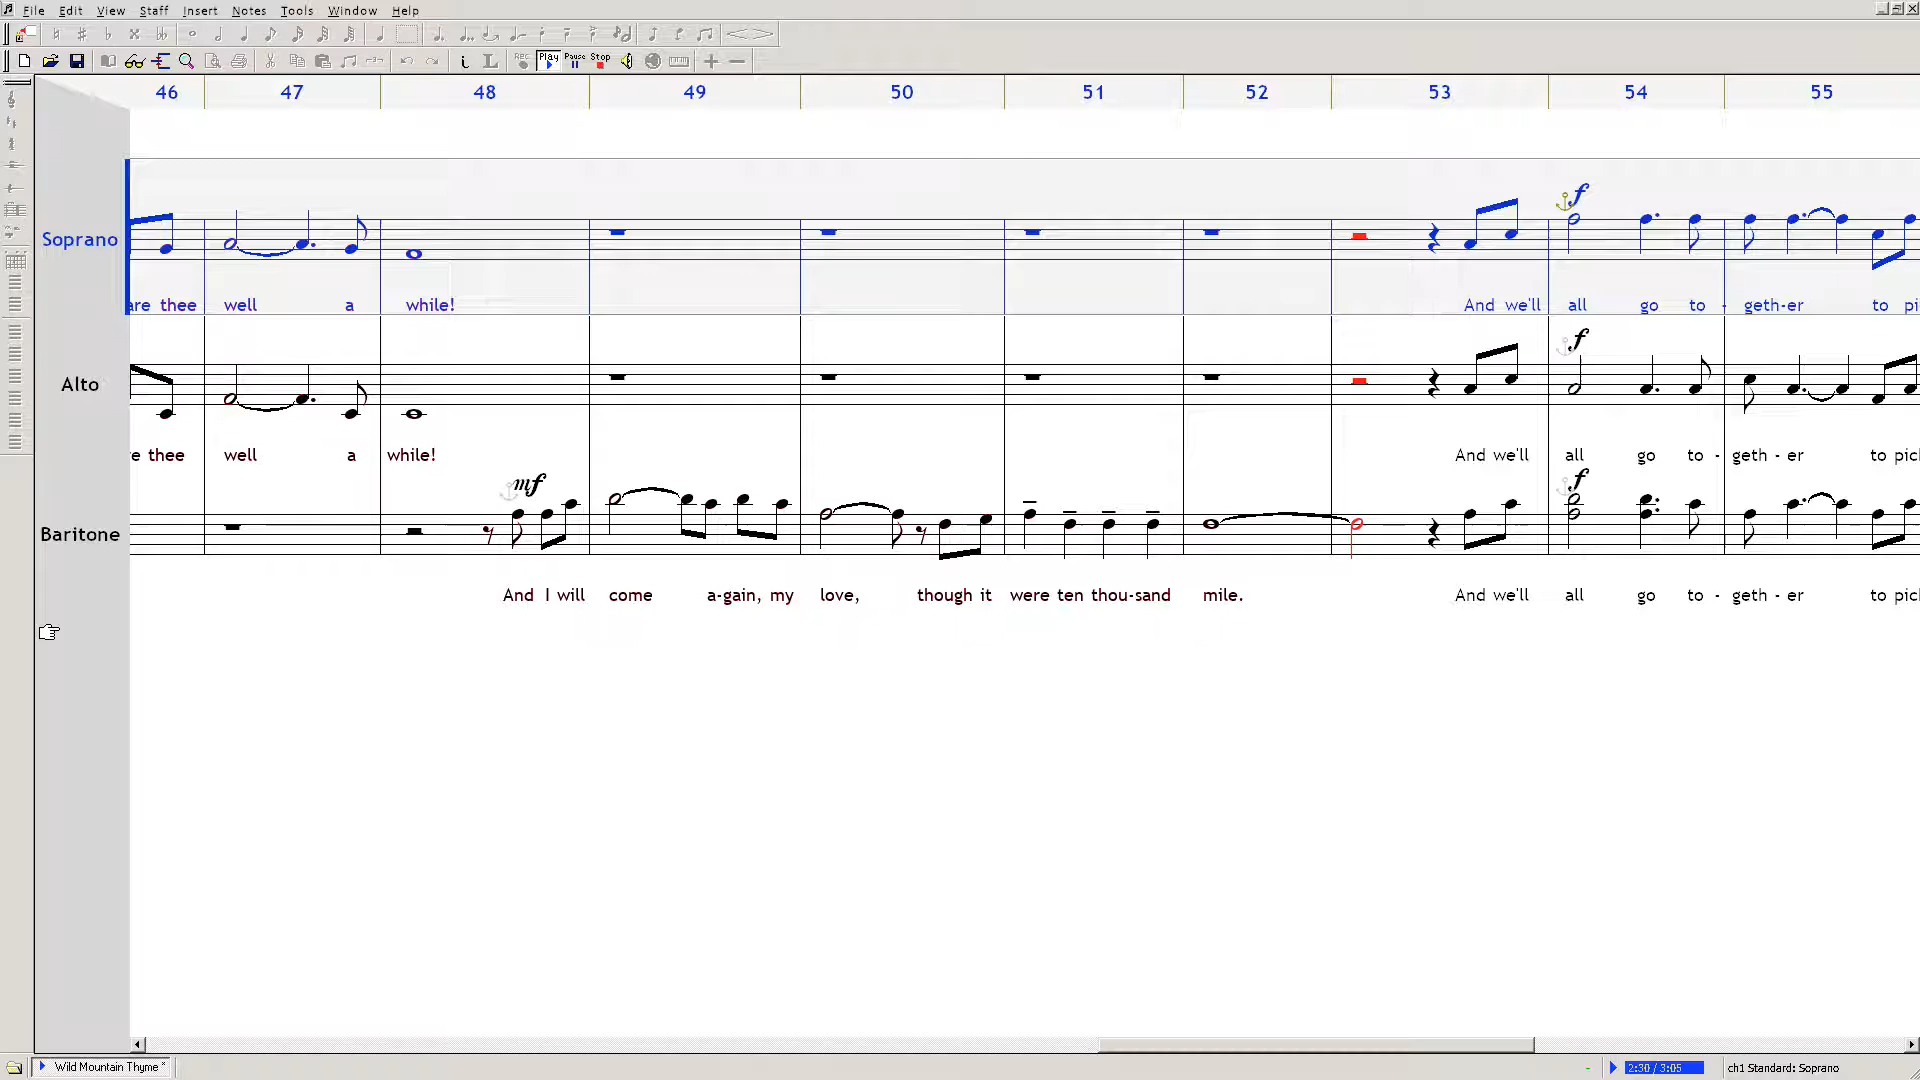 File Edit View Staff Insert Notes Tools Window Help
Rec Play Pause Stop
46 47 48 49 50 51 52 53 54 55
f
Soprano
are thee well a while! And we'll all go to - geth-er to pi
f
Alto
e thee well a while! And we'll all go to - geth - er to pick
mf f
Baritone
And I will come a-gain, my love, though it were ten thou-sand mile. And we'll all go to - geth - er to pick
Wild Mountain Thyme * 2:30 / 3:05 ch1 Standard: Soprano